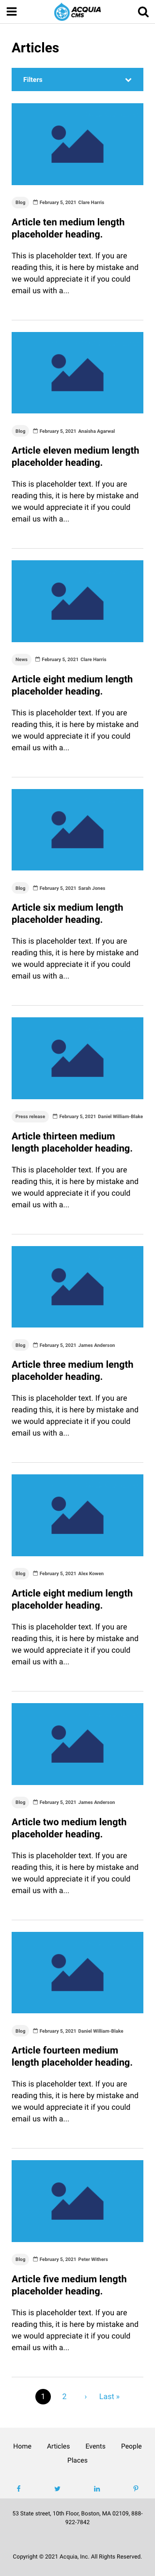 ACQUIA
CMS
Articles
Filters
Blog February 5, 2021 Clare Harris
Article ten medium length
placeholder heading.
This is placeholder text. If you are
reading this, it is here by mistake and
we would appreciate it if you could
email us with a...
Blog February 5, 2021 Anaisha Agarwal
Article eleven medium length
placeholder heading.
This is placeholder text. If you are
reading this, it is here by mistake and
we would appreciate it if you could
email us with a...
News February 5, 2021 Clare Harris
Article eight medium length
placeholder heading.
This is placeholder text. If you are
reading this, it is here by mistake and
we would appreciate it if you could
email us with a...
Blog February 5, 2021 Sarah Jones
Article six medium length
placeholder heading.
This is placeholder text. If you are
reading this, it is here by mistake and
we would appreciate it if you could
email us with a...
Press release February 5, 2021 Daniel William-Blake
Article thirteen medium
length placeholder heading.
This is placeholder text. If you are
reading this, it is here by mistake and
we would appreciate it if you could
email us with a...
Blog February 5, 2021 James Anderson
Article three medium length
placeholder heading.
This is placeholder text. If you are
reading this, it is here by mistake and
we would appreciate it if you could
email us with a...
Blog February 5, 2021 Alex Kowen
Article eight medium length
placeholder heading.
This is placeholder text. If you are
reading this, it is here by mistake and
we would appreciate it if you could
email us with a...
Blog February 5, 2021 James Anderson
Article two medium length
placeholder heading.
This is placeholder text. If you are
reading this, it is here by mistake and
we would appreciate it if you could
email us with a...
Blog February 5, 2021 Daniel William-Blake
Article fourteen medium
length placeholder heading.
This is placeholder text. If you are
reading this, it is here by mistake and
we would appreciate it if you could
email us with a...
Blog February 5, 2021 Peter Withers
Article five medium length
placeholder heading.
This is placeholder text. If you are
reading this, it is here by mistake and
we would appreciate it if you could
email us with a...
1 2 › Last »
Home Articles Events People
Places
53 State street, 10th Floor, Boston, MA 02109, 888-
922-7842
Copyright © 2021 Acquia, Inc. All Rights Reserved.